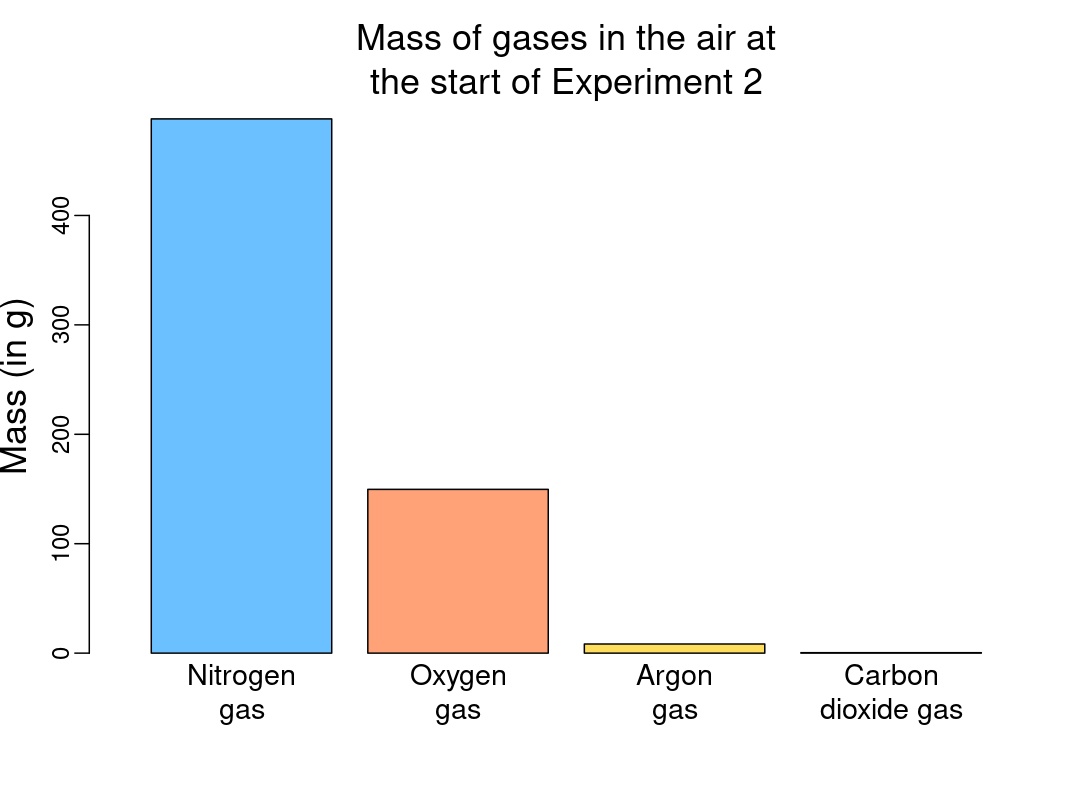 Mass of gases in the air at
the start of Experiment 2
Mass (in g)
400
300
200
100
0
Nitrogen
gas
Oxygen
gas
Argon
gas
Carbon
dioxide gas